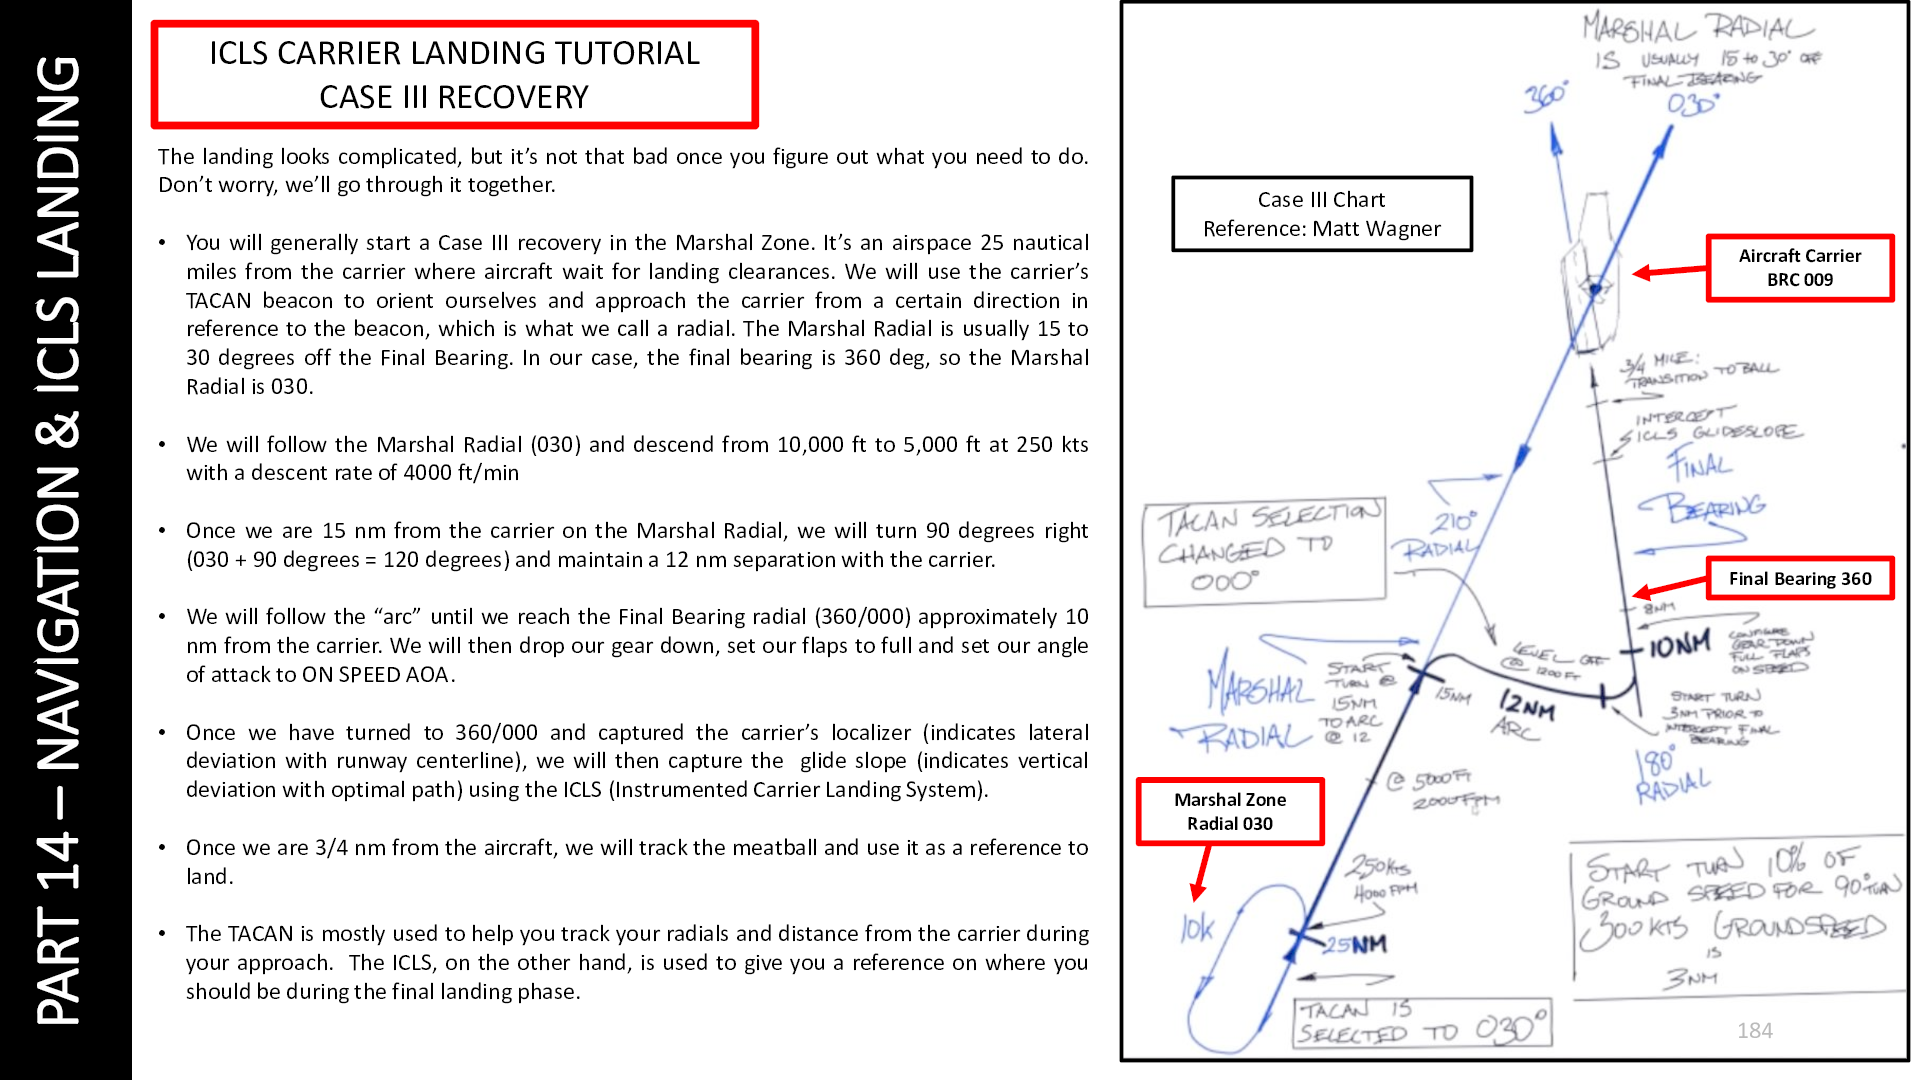 PART 14 – NAVIGATION & ICLS LANDING
ICLS CARRIER LANDING TUTORIAL
CASE III RECOVERY
The landing looks complicated, but it’s not that bad once you figure out what you need to do.
Don’t worry, we’ll go through it together.
• You will generally start a Case III recovery in the Marshal Zone. It’s an airspace 25 nautical
miles from the carrier where aircraft wait for landing clearances. We will use the carrier’s
TACAN beacon to orient ourselves and approach the carrier from a certain direction in
reference to the beacon, which is what we call a radial. The Marshal Radial is usually 15 to
30 degrees off the Final Bearing. In our case, the final bearing is 360 deg, so the Marshal
Radial is 030.
• We will follow the Marshal Radial (030) and descend from 10,000 ft to 5,000 ft at 250 kts
with a descent rate of 4000 ft/min
• Once we are 15 nm from the carrier on the Marshal Radial, we will turn 90 degrees right
(030 + 90 degrees = 120 degrees) and maintain a 12 nm separation with the carrier.
• We will follow the “arc” until we reach the Final Bearing radial (360/000) approximately 10
nm from the carrier. We will then drop our gear down, set our flaps to full and set our angle
of attack to ON SPEED AOA.
• Once we have turned to 360/000 and captured the carrier’s localizer (indicates lateral
deviation with runway centerline), we will then capture the glide slope (indicates vertical
deviation with optimal path) using the ICLS (Instrumented Carrier Landing System).
• Once we are 3/4 nm from the aircraft, we will track the meatball and use it as a reference to
land.
• The TACAN is mostly used to help you track your radials and distance from the carrier during
your approach. The ICLS, on the other hand, is used to give you a reference on where you
should be during the final landing phase.
MARSHAL RADIAL
IS USUALLY 15 to 30° OFF
FINAL BEARING
360°
030°
Case III Chart
Reference: Matt Wagner
Aircraft Carrier
BRC 009
3/4 MILE:
TRANSITION TO BALL
INTERCEPT
ICLS GLIDESLOPE
FINAL
BEARING
TACAN SELECTION
CHANGED TO
000°
210°
RADIAL
Final Bearing 360
8NM
10NM
CONFIGURE
GEAR DOWN
FULL FLAPS
ON SPEED
LEVEL OFF
@ 1200 FT
MARSHAL
RADIAL
START
TURN @
15NM
TO ARC
@ 12
15NM
12NM
ARC
START TURN
3NM PRIOR TO
INTERCEPT FINAL
BEARING
180°
RADIAL
@ 5000 FT
2000 FPM
Marshal Zone
Radial 030
250 KTS
4000 FPM
10K
25NM
START TURN 10% OF
GROUND SPEED FOR 90° TURN
300 KTS GROUNDSPEED
IS
3NM
TACAN IS
SELECTED TO 030°
184